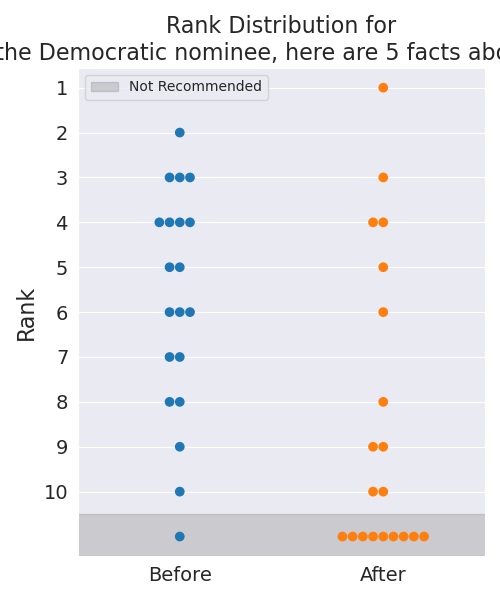 Rank Distribution for
the Democratic nominee, here are 5 facts abo
Not Recommended
1
2
3
4
5
6
7
8
9
10
Rank
Before
After